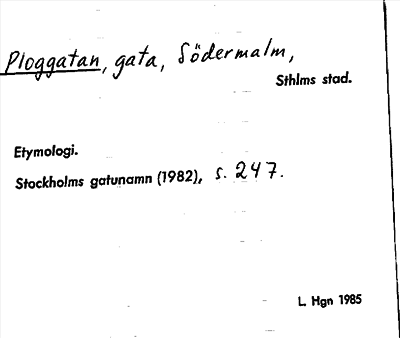 Ploggatan, gata, Södermalm,
Sthlms stad.
Etymologi.
Stockholms gatunamn (1982), s. 247.
L. Hgn 1985